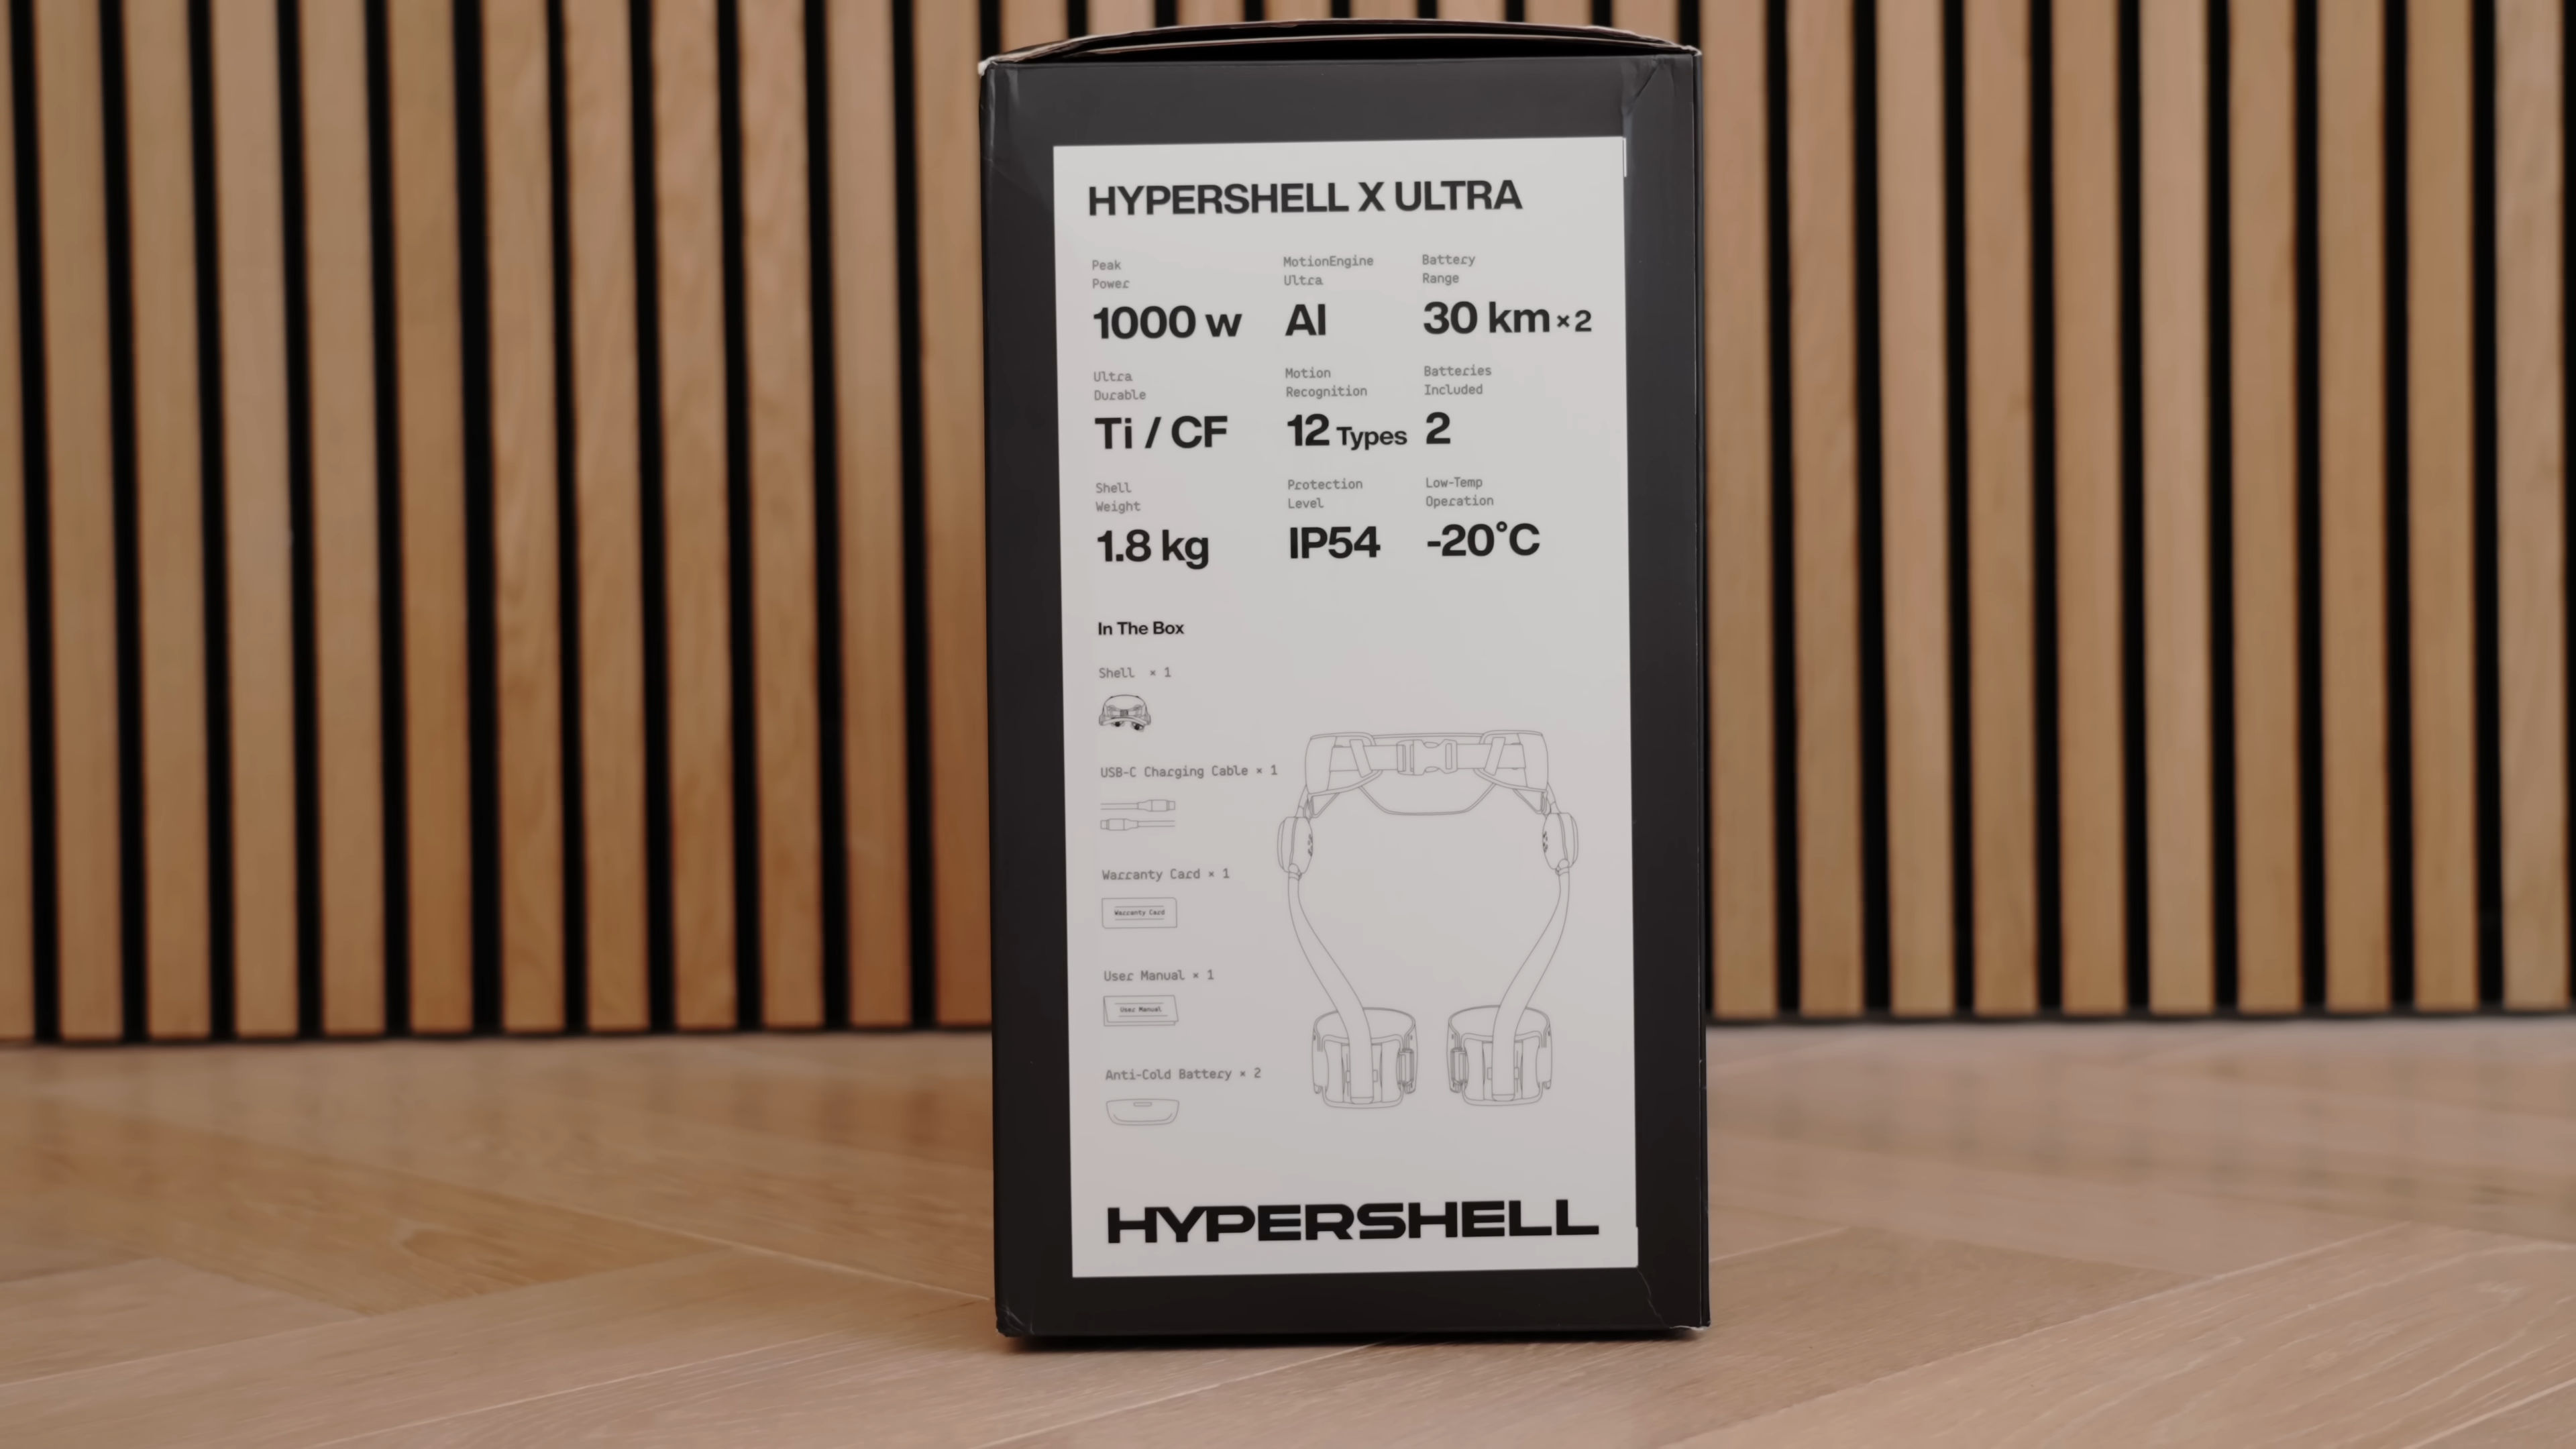 HYPERSHELL X ULTRA
Peak
Power
1000 w
MotionEngine
Ultra
AI
Battery
Range
30 km × 2
Ultra
Durable
Ti / CF
Motion
Recognition
12 Types
Batteries
Included
2
Shell
Weight
1.8 kg
Protection
Level
IP54
Low-Temp
Operation
-20°C
In The Box
Shell × 1
USB-C Charging Cable × 1
Warranty Card × 1
Warranty Card
User Manual × 1
User Manual
Anti-Cold Battery × 2
HYPERSHELL